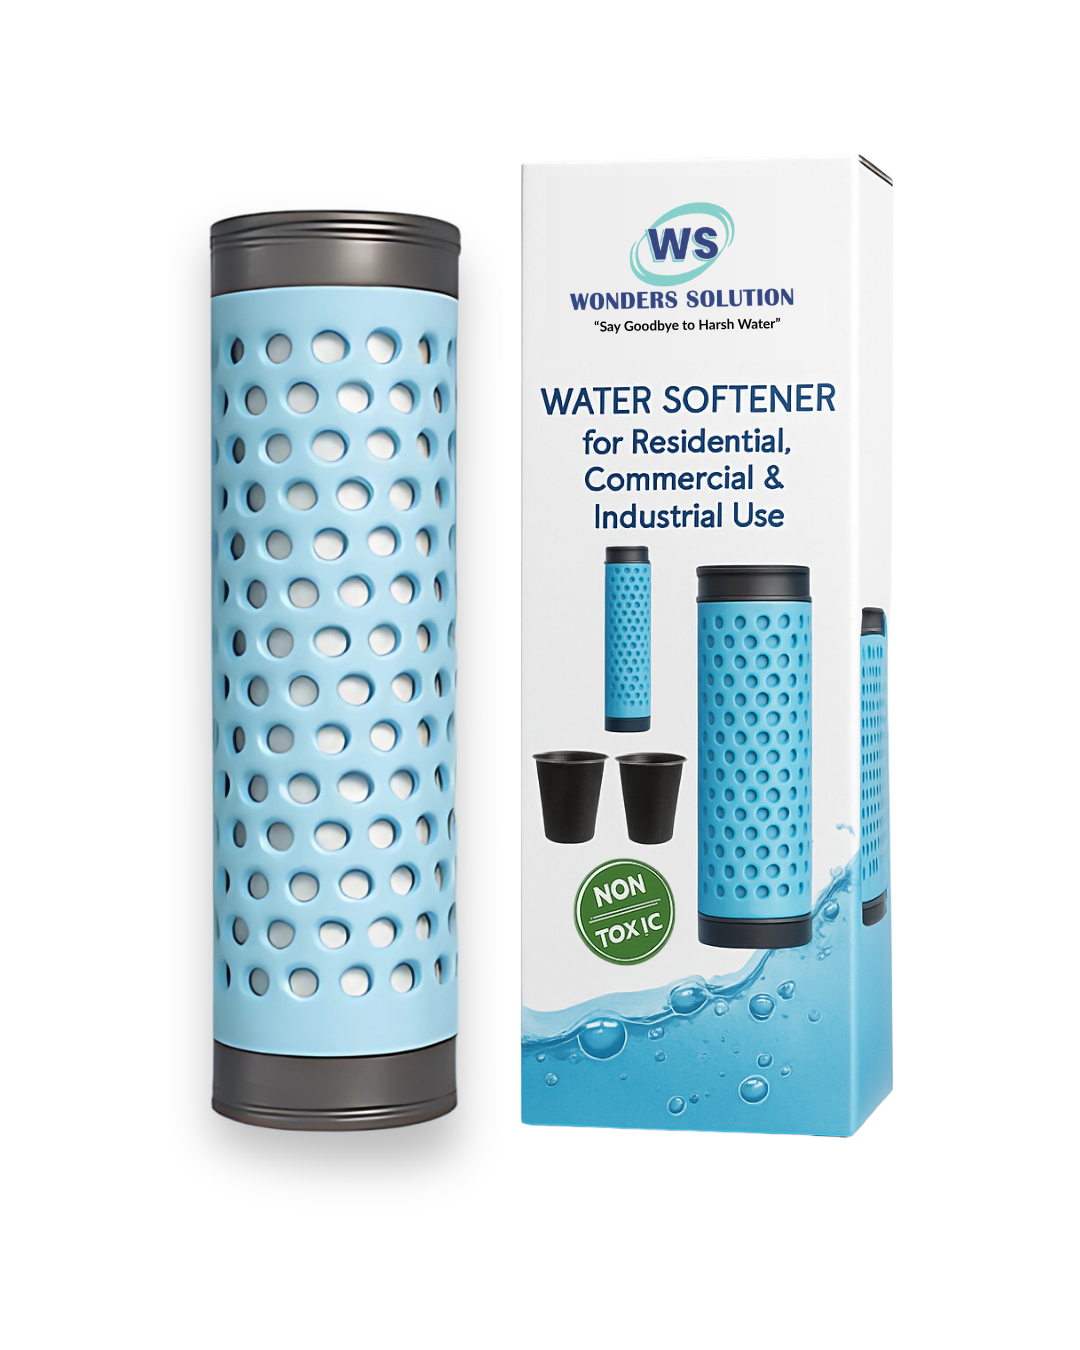 WS
WONDERS SOLUTION
“Say Goodbye to Harsh Water”
WATER SOFTENER
for Residential,
Commercial &
Industrial Use
NON
TOXIC